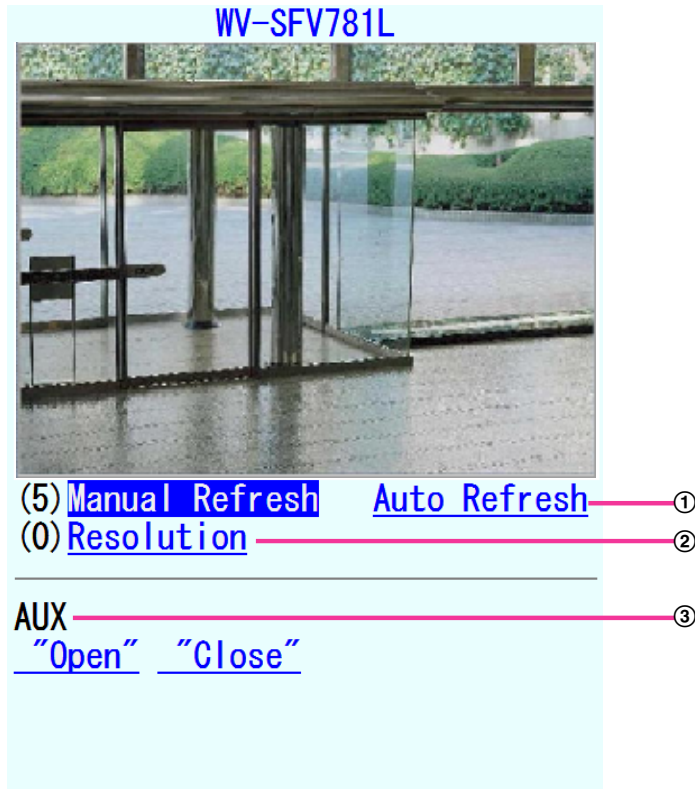 WV-SFV781L
(5)Manual Refresh Auto Refresh ①
(0)Resolution ②
AUX ③
"Open" "Close"